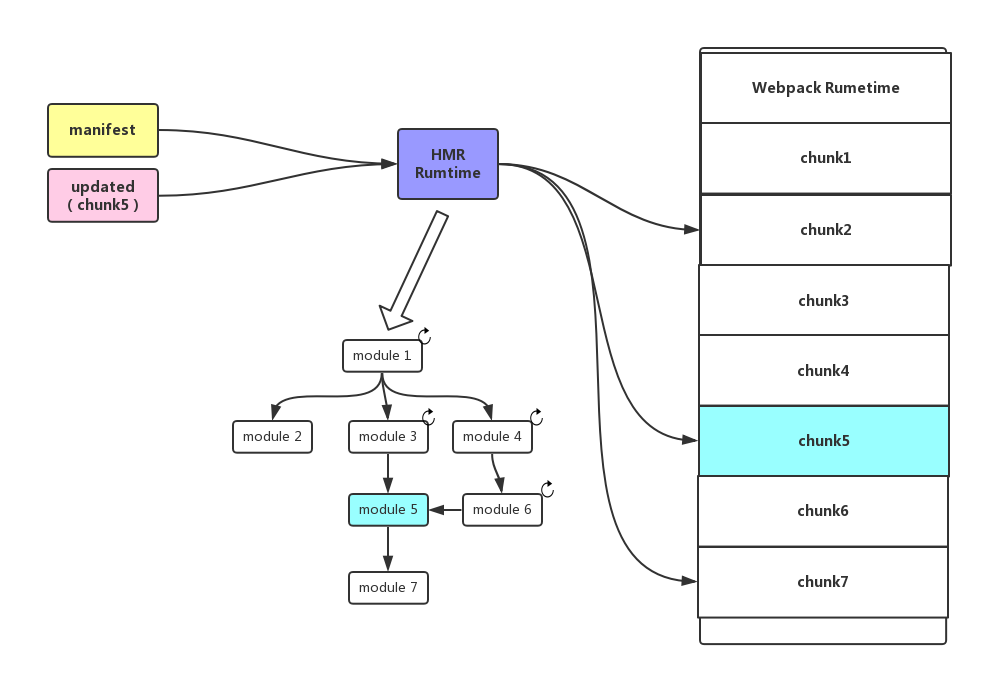 manifest
updated
( chunk5 )
HMR
Rumtime
module 1
module 2
module 3
module 4
module 5
module 6
module 7
Webpack Rumetime
chunk1
chunk2
chunk3
chunk4
chunk5
chunk6
chunk7